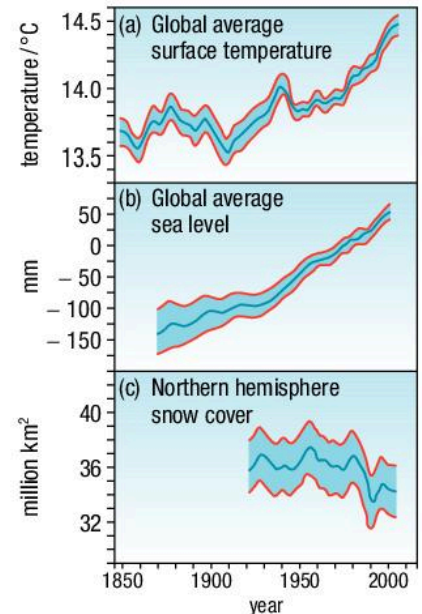 (a) Global average
surface temperature
temperature / °C
14.5
14.0
13.5
(b) Global average
sea level
mm
50
0
–
– 100
– 150
(c) Northern hemisphere
snow cover
million km²
40
36
32
1850
1900
1950
2000
year